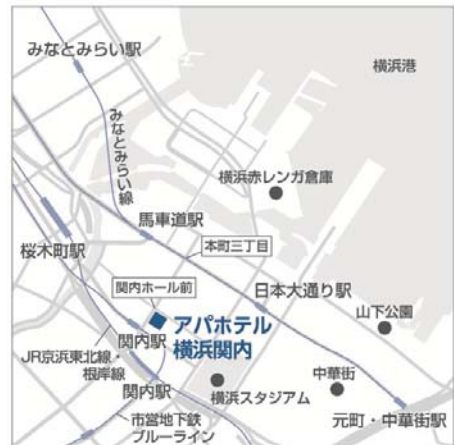 みなとみらい駅
横浜港
みなとみらい線
横浜赤レンガ倉庫
馬車道駅
本町三丁目
桜木町駅
日本大通り駅
関内ホール前
山下公園
アパホテル
横浜関内
関内駅
JR京浜東北線・
根岸線
中華街
関内駅
横浜スタジアム
元町・中華街駅
市営地下鉄
ブルーライン